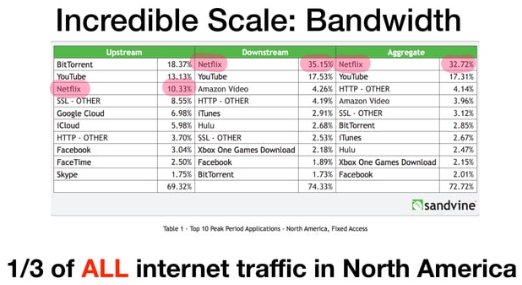 Incredible Scale: Bandwidth
Upstream Downstream Aggregate
BitTorrent 18.37% Netflix 35.15% Netflix 32.72%
YouTube 13.13% YouTube 17.53% YouTube 17.31%
Netflix 10.33% Amazon Video 4.26% HTTP - OTHER 4.14%
SSL - OTHER 8.55% HTTP - OTHER 4.19% Amazon Video 3.96%
Google Cloud 6.98% iTunes 2.91% SSL - OTHER 3.12%
iCloud 5.98% Hulu 2.68% BitTorrent 2.85%
HTTP - OTHER 3.70% SSL - OTHER 2.53% iTunes 2.67%
Facebook 3.04% Xbox One Games Download 2.18% Hulu 2.47%
FaceTime 2.50% Facebook 1.89% Xbox One Games Download 2.15%
Skype 1.75% BitTorrent 1.73% Facebook 2.01%
69.32% 74.33% 72.72%
sandvine
Table 1 - Top 10 Peak Period Applications - North America, Fixed Access
1/3 of ALL internet traffic in North America